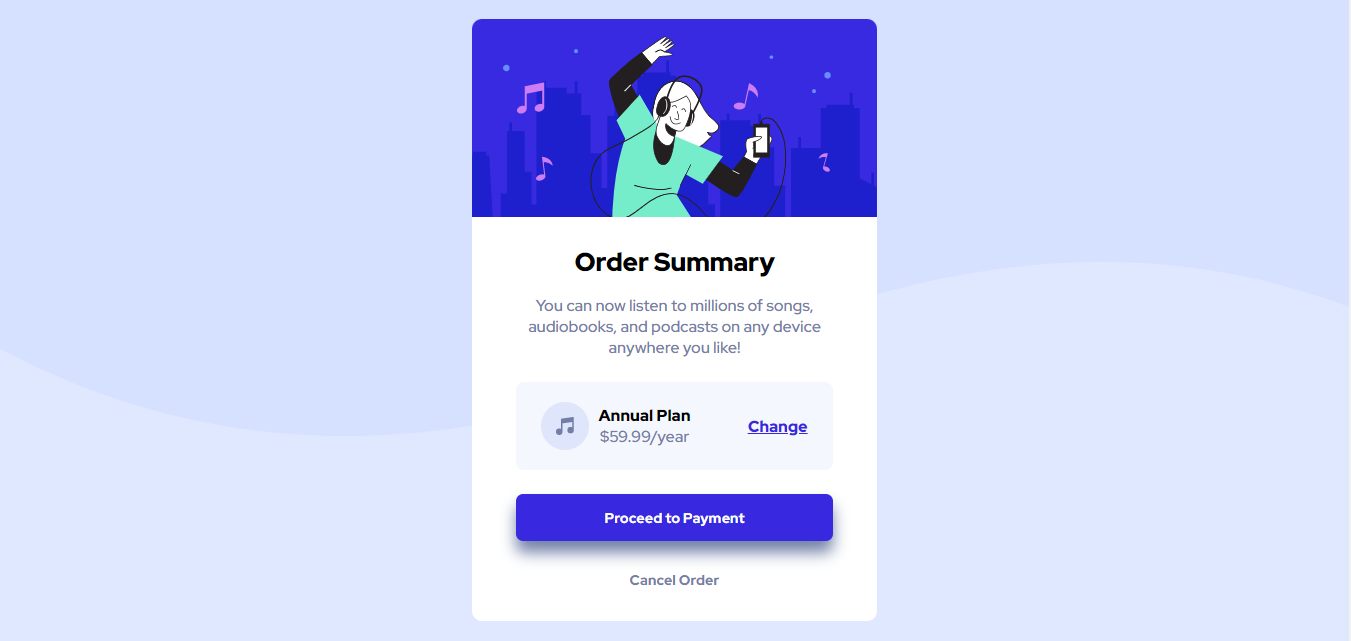 Order Summary
You can now listen to millions of songs,
audiobooks, and podcasts on any device
anywhere you like!
Annual Plan
$59.99/year
Change
Proceed to Payment
Cancel Order